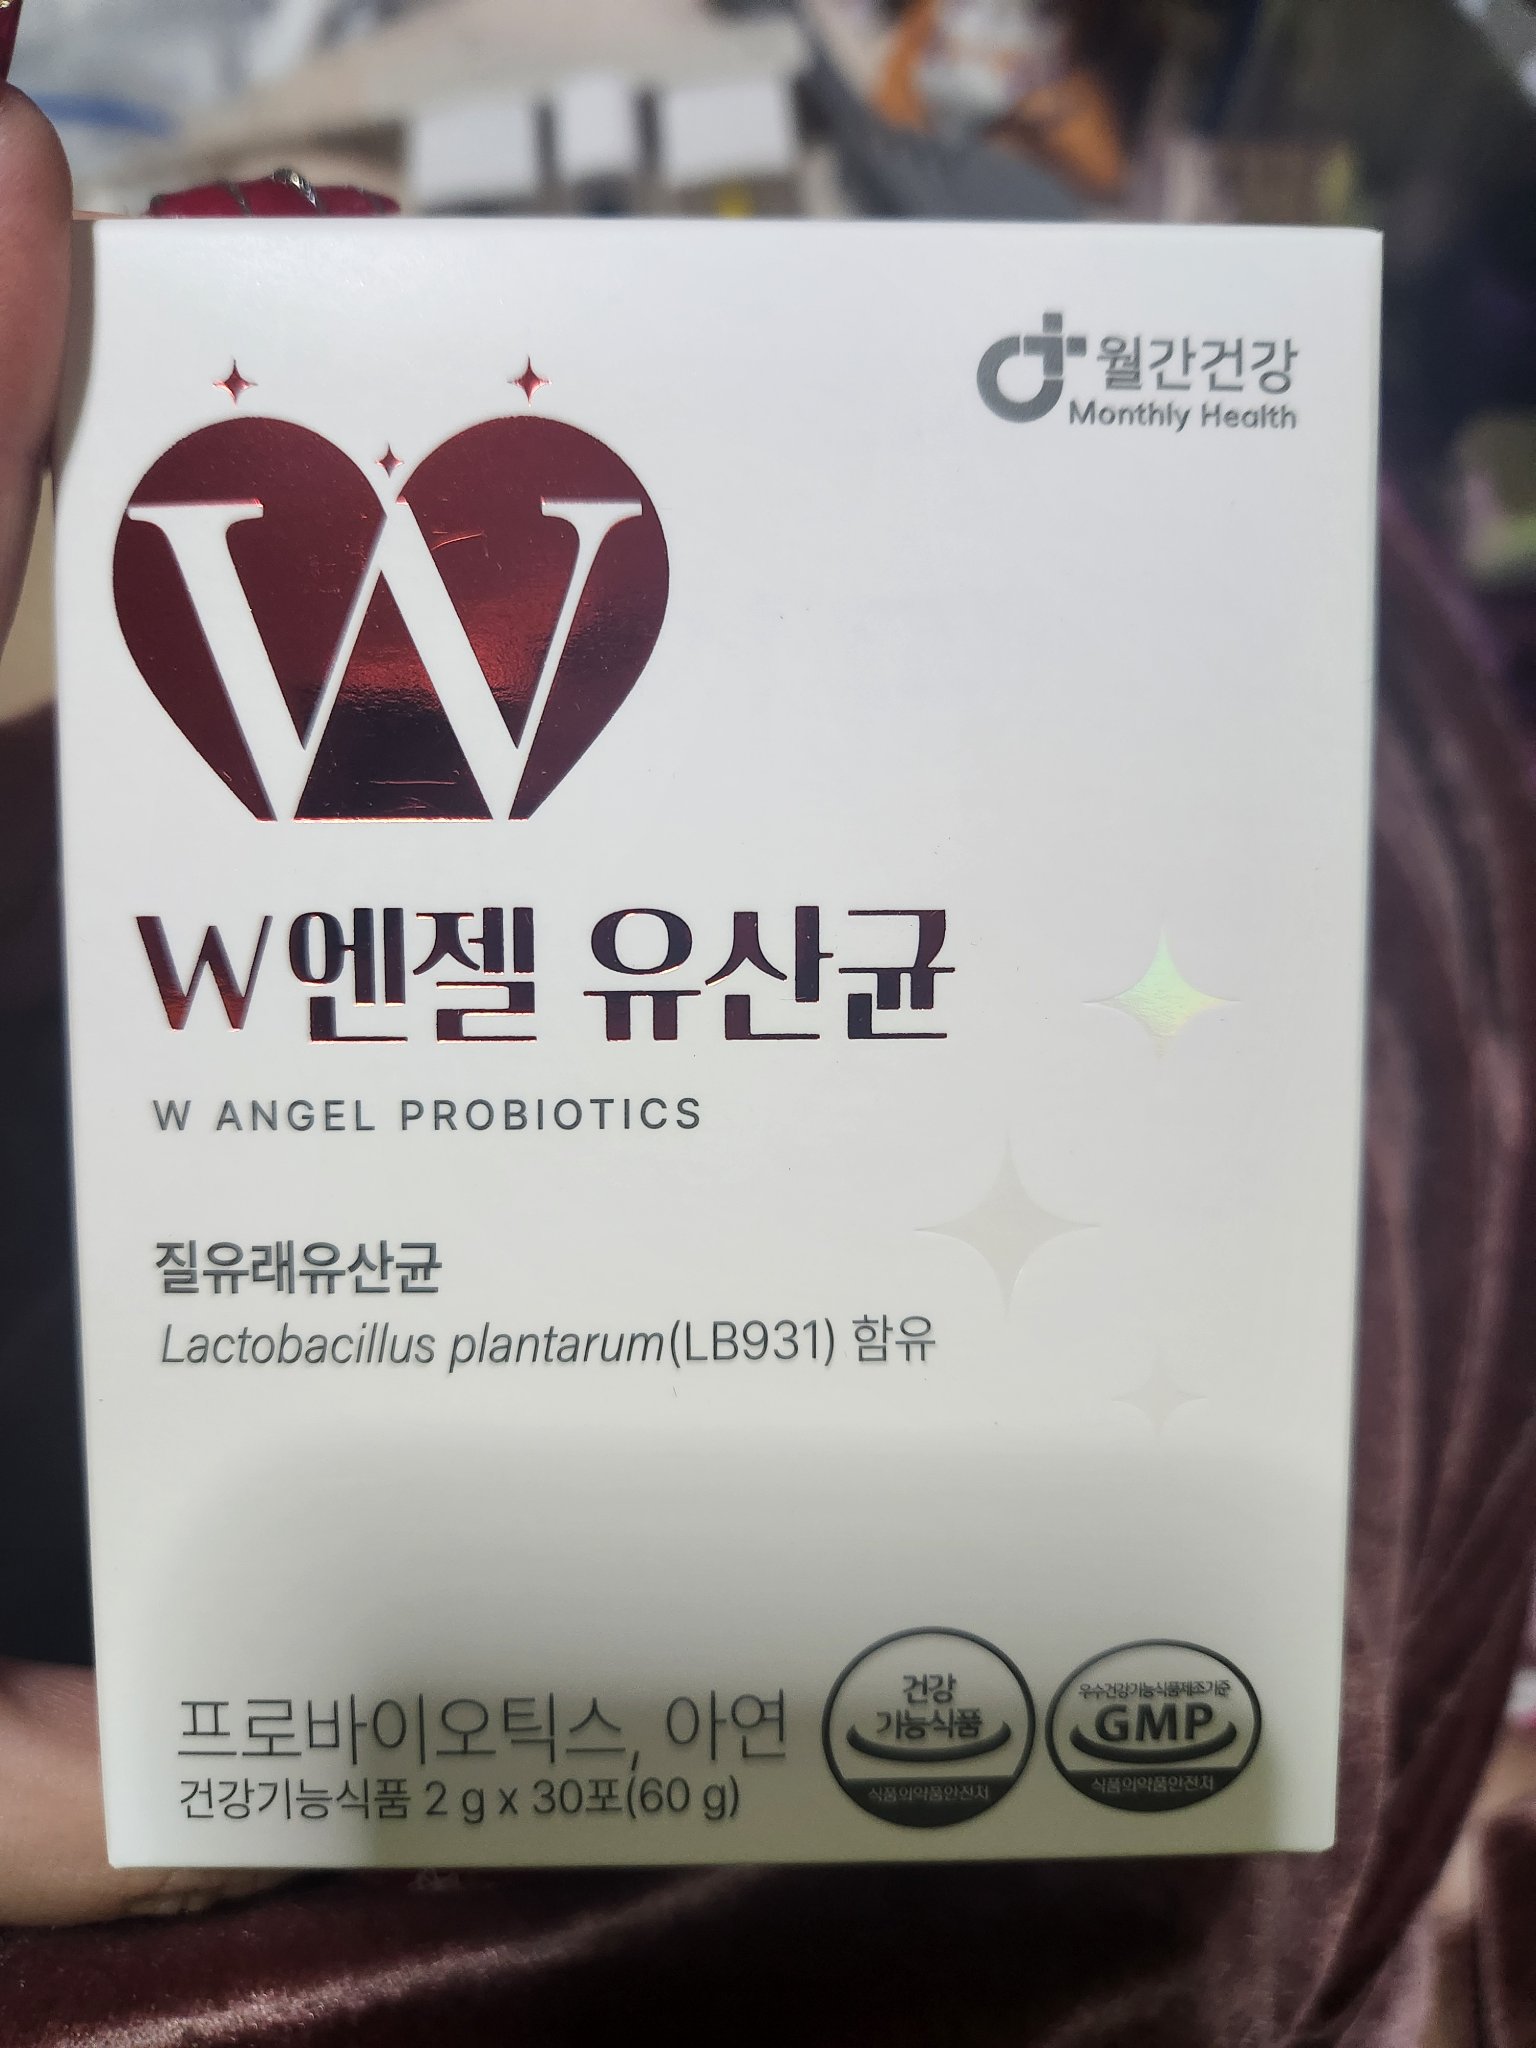 월간건강
Monthly Health
W
W엔젤 유산균
W ANGEL PROBIOTICS
질유래유산균
Lactobacillus plantarum(LB931) 함유
프로바이오틱스, 아연
건강기능식품 2 g x 30포(60 g)
건강
기능식품
식품의약품안전처
우수건강기능식품제조기준
GMP
식품의약품안전처